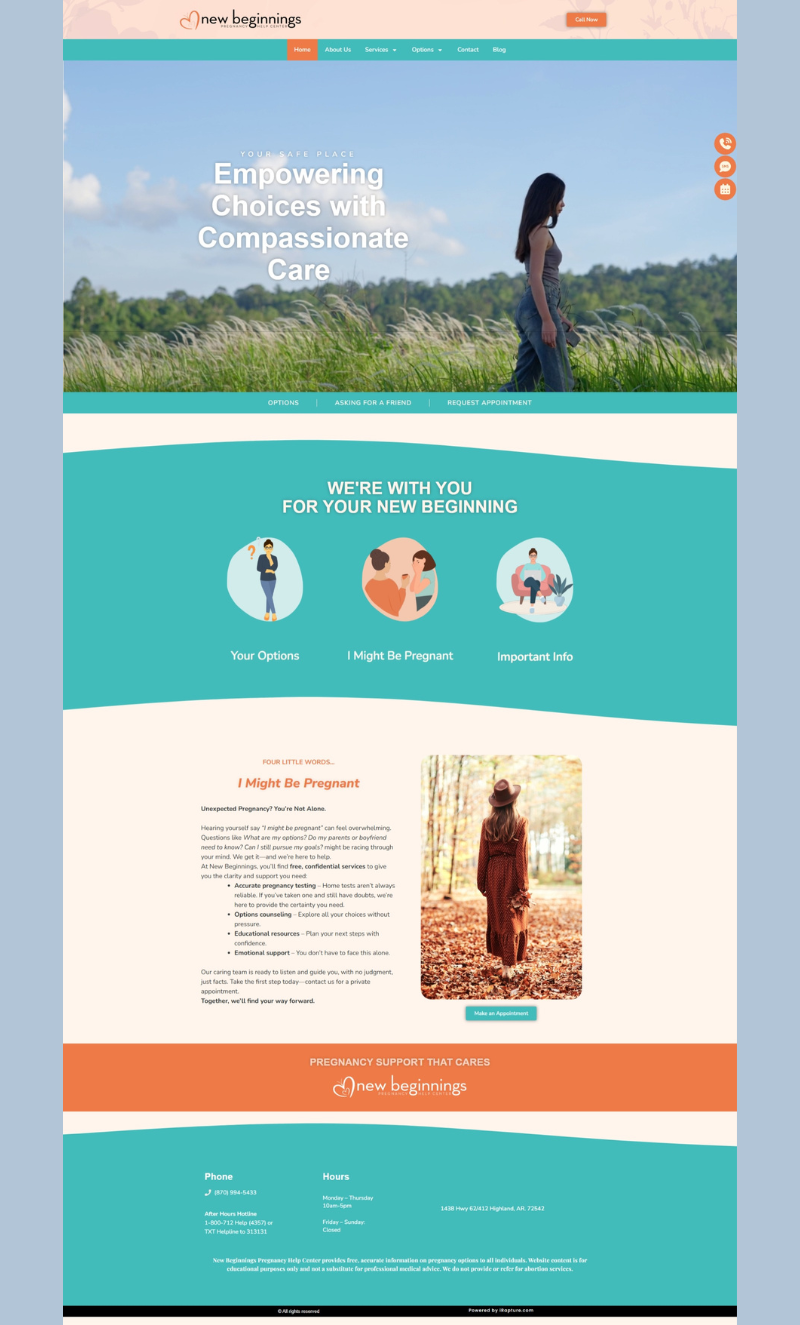 new beginnings
PREGNANCY HELP CENTER
Call Now
Home About Us Services Options Contact Blog
YOUR SAFE PLACE
Empowering
Choices with
Compassionate
Care
OPTIONS | ASKING FOR A FRIEND | REQUEST APPOINTMENT
WE'RE WITH YOU
FOR YOUR NEW BEGINNING
?
Your Options I Might Be Pregnant Important Info
FOUR LITTLE WORDS...
I Might Be Pregnant
Unexpected Pregnancy? You're Not Alone.
Hearing yourself say "I might be pregnant" can feel overwhelming.
Questions like What are my options? Do my parents or boyfriend
need to know? Can I still pursue my goals? might be racing through
your mind. We get it—and we're here to help.
At New Beginnings, you'll find free, confidential services to give
you the clarity and support you need:
• Accurate pregnancy testing – Home tests aren't always
reliable. If you've taken one and still have doubts, we're
here to provide the certainty you need.
• Options counseling – Explore all your choices without
pressure.
• Educational resources – Plan your next steps with
confidence.
• Emotional support – You don't have to face this alone.
Our caring team is ready to listen and guide you, with no judgment,
just facts. Take the first step today—contact us for a private
appointment.
Together, we'll find your way forward.
Make an Appointment
PREGNANCY SUPPORT THAT CARES
new beginnings
PREGNANCY HELP CENTER
Phone
(870) 994-5433
After Hours Hotline
1-800-712 Help (4357) or
TXT Helpline to 313131
Hours
Monday – Thursday
10am-5pm
Friday – Sunday:
Closed
1438 Hwy 62/412 Highland, AR. 72542
New Beginnings Pregnancy Help Center provides free, accurate information on pregnancy options to all individuals. Website content is for
educational purposes only and not a substitute for professional medical advice. We do not provide or refer for abortion services.
© All rights reserved
Powered by iRapture.com